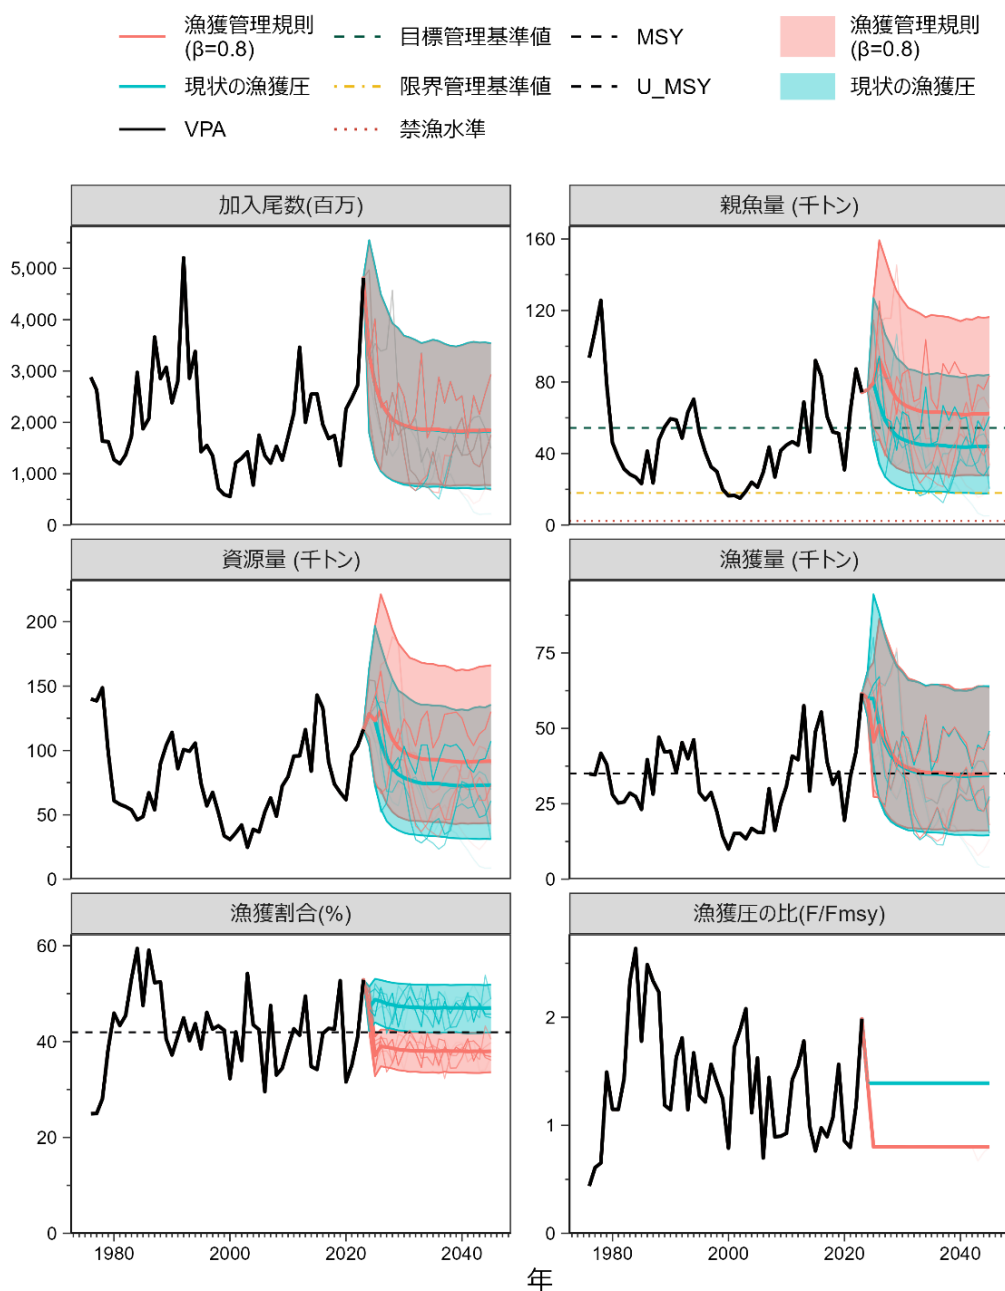 漁獲管理規則
(β=0.8)
目標管理基準値
MSY
漁獲管理規則
(β=0.8)
現状の漁獲圧
限界管理基準値
U_MSY
現状の漁獲圧
VPA
禁漁水準
加入尾数(百万)
5,000
4,000
3,000
2,000
1,000
0
親魚量 (千トン)
160
120
80
40
0
資源量 (千トン)
200
150
100
50
0
漁獲量 (千トン)
75
50
25
0
漁獲割合(%)
60
40
20
0
1980
2000
2020
2040
漁獲圧の比(F/Fmsy)
2
1
0
1980
2000
2020
2040
年